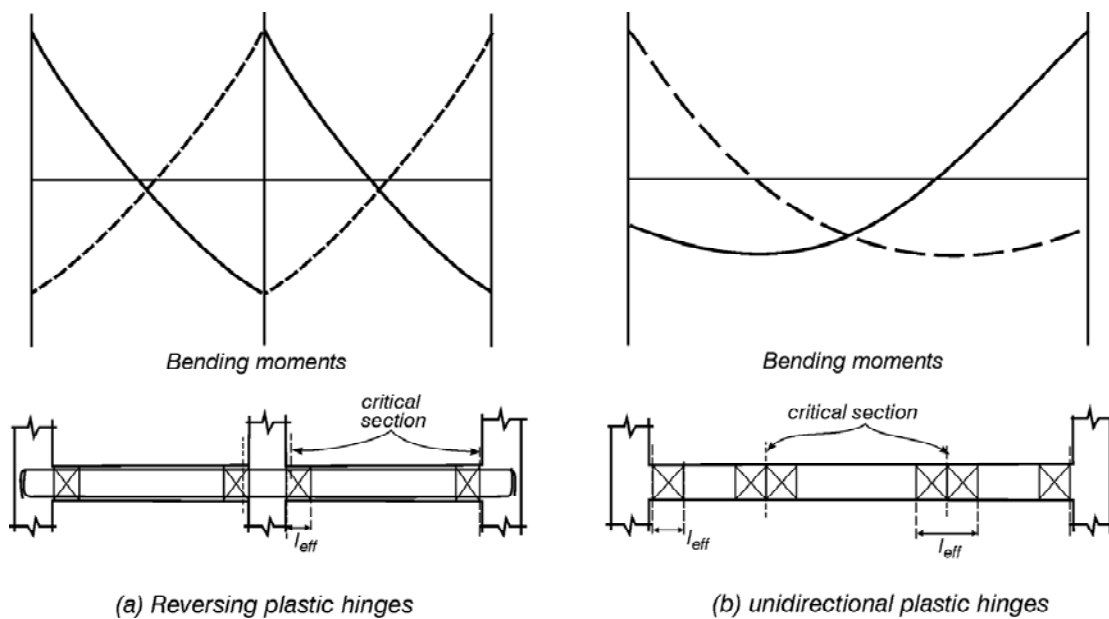 Bending moments
Bending moments
critical
section
critical section
l_eff
l_eff
l_eff
(a) Reversing plastic hinges
(b) unidirectional plastic hinges